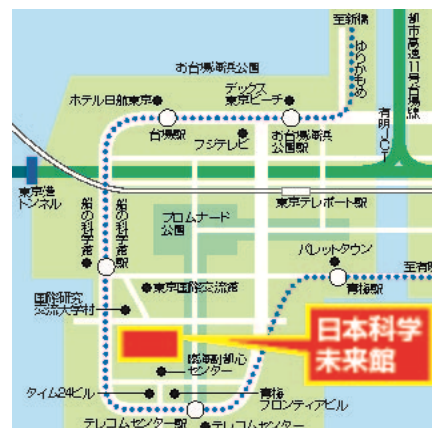 至新橋
ゆりかもめ
都市高速11号台場線
お台場海浜公園
デックス
東京ビーチ
ホテル日航東京
台場駅
フジテレビ
お台場海浜
公園駅
有明JCT
東京港
トンネル
東京テレポート駅
船の科学館
船の科学館駅
プロムナード
公園
パレットタウン
至有明
青梅駅
東京国際交流館
国際研究
交流大学村
日本科学
未来館
臨海副都心
センター
タイム24ビル
青梅
フロンティアビル
テレコムセンター駅
テレコムセンター